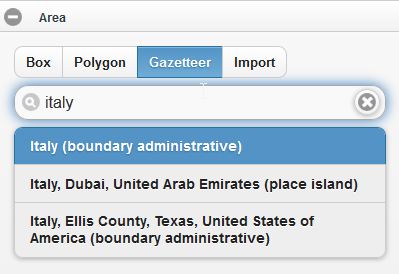 Area
Box Polygon Gazetteer Import
italy
Italy (boundary administrative)
Italy, Dubai, United Arab Emirates (place island)
Italy, Ellis County, Texas, United States of
America (boundary administrative)